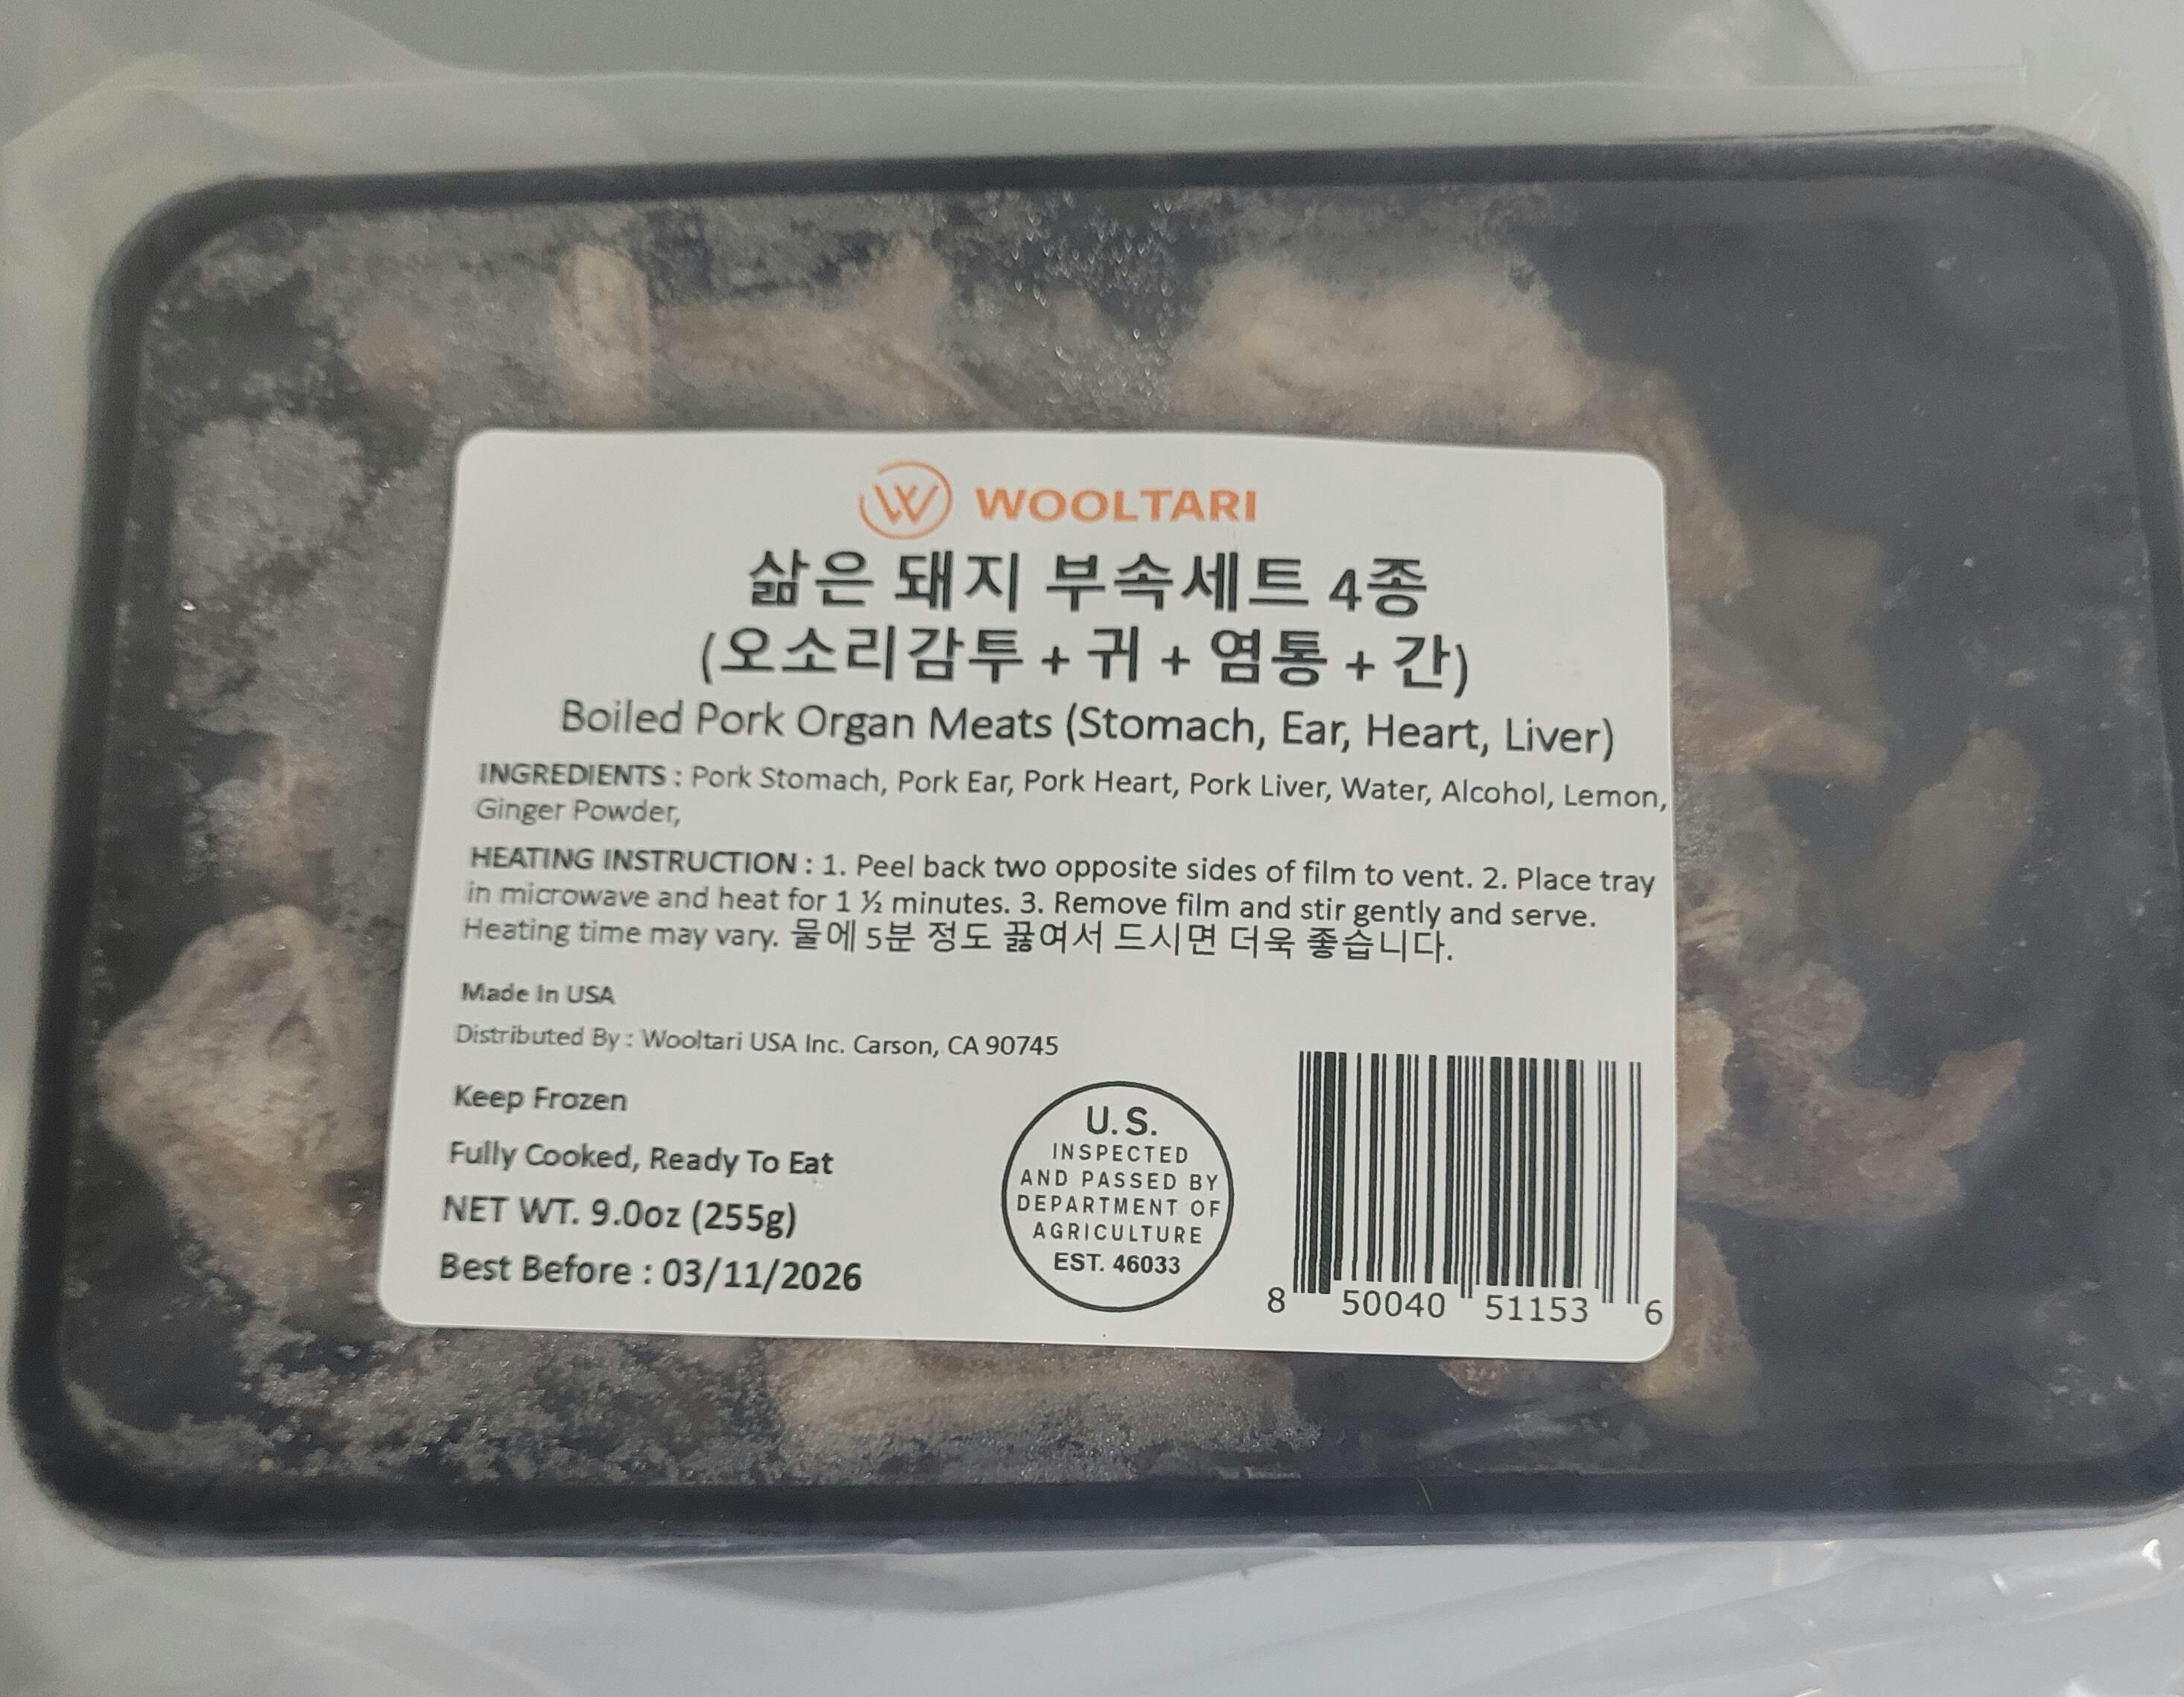 WOOLTARI
삶은 돼지 부속세트 4종
(오소리감투 + 귀 + 염통 + 간)
Boiled Pork Organ Meats (Stomach, Ear, Heart, Liver)
INGREDIENTS : Pork Stomach, Pork Ear, Pork Heart, Pork Liver, Water, Alcohol, Lemon,
Ginger Powder,
HEATING INSTRUCTION : 1. Peel back two opposite sides of film to vent. 2. Place tray
in microwave and heat for 1 ½ minutes. 3. Remove film and stir gently and serve.
Heating time may vary. 물에 5분 정도 끓여서 드시면 더욱 좋습니다.
Made In USA
Distributed By : Wooltari USA Inc. Carson, CA 90745
Keep Frozen
Fully Cooked, Ready To Eat
NET WT. 9.0oz (255g)
Best Before : 03/11/2026
U.S.
INSPECTED
AND PASSED BY
DEPARTMENT OF
AGRICULTURE
EST. 46033
8 50040 51153 6